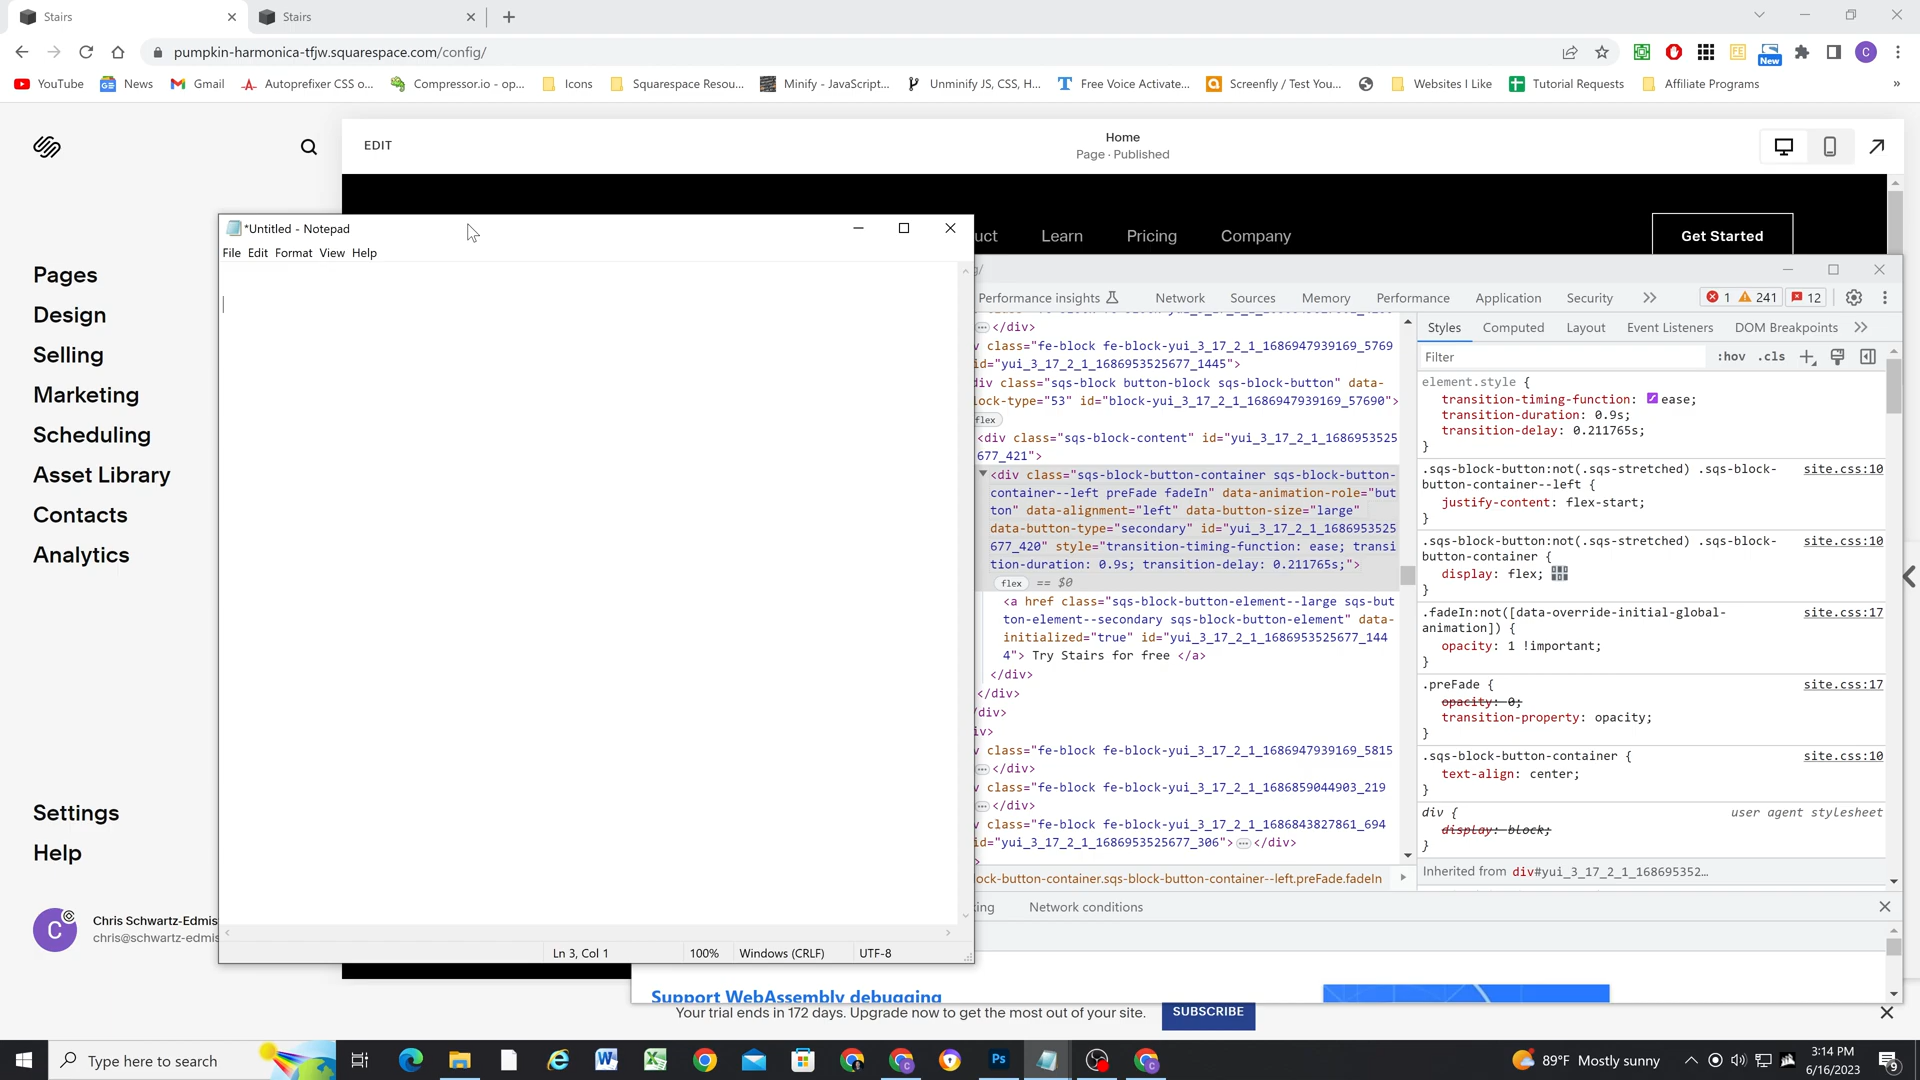 Stairs
Stairs
pumpkin-harmonica-tfjw.squarespace.com/config/
New
C
YouTube
News
Gmail
Autoprefixer CSS o...
Compressor.io - op...
Icons
Squarespace Resou...
Minify - JavaScript...
Unminify JS, CSS, H...
Free Voice Activate...
Screenfly / Test You...
Websites I Like
Tutorial Requests
Affiliate Programs
»
EDIT
Home
Page · Published
Learn
Pricing
Company
Get Started
Pages
Design
Selling
Marketing
Scheduling
Asset Library
Contacts
Analytics
Settings
Help
C
Chris Schwartz-Edmis
chris@schwartz-edmis
*Untitled - Notepad
File Edit Format View Help
Ln 3, Col 1
100%
Windows (CRLF)
UTF-8
Performance insights
Network
Sources
Memory
Performance
Application
Security
1
241
12
</div>
class="fe-block fe-block-yui_3_17_2_1_1686947939169_5769
id="yui_3_17_2_1_1686953525677_1445">
div class="sqs-block button-block sqs-block-button" data-
ock-type="53" id="block-yui_3_17_2_1_1686947939169_57690">
flex
<div class="sqs-block-content" id="yui_3_17_2_1_1686953525
677_421">
<div class="sqs-block-button-container sqs-block-button-
container--left preFade fadeIn" data-animation-role="but
ton" data-alignment="left" data-button-size="large"
data-button-type="secondary" id="yui_3_17_2_1_1686953525
677_420" style="transition-timing-function: ease; transi
tion-duration: 0.9s; transition-delay: 0.211765s;">
flex == $0
<a href class="sqs-block-button-element--large sqs-but
ton-element--secondary sqs-block-button-element" data-
initialized="true" id="yui_3_17_2_1_1686953525677_144
4"> Try Stairs for free </a>
</div>
</div>
/div>
iv>
class="fe-block fe-block-yui_3_17_2_1_1686947939169_5815
</div>
class="fe-block fe-block-yui_3_17_2_1_1686859044903_219
</div>
class="fe-block fe-block-yui_3_17_2_1_1686843827861_694
id="yui_3_17_2_1_1686953525677_306"> </div>
ock-button-container.sqs-block-button-container--left.preFade.fadeIn
Styles
Computed
Layout
Event Listeners
DOM Breakpoints
Filter
:hov
.cls
element.style {
transition-timing-function: ease;
transition-duration: 0.9s;
transition-delay: 0.211765s;
}
.sqs-block-button:not(.sqs-stretched) .sqs-block-
site.css:10
button-container--left {
justify-content: flex-start;
}
.sqs-block-button:not(.sqs-stretched) .sqs-block-
site.css:10
button-container {
display: flex;
}
.fadeIn:not([data-override-initial-global-
site.css:17
animation]) {
opacity: 1 !important;
}
.preFade {
site.css:17
opacity: 0;
transition-property: opacity;
}
.sqs-block-button-container {
site.css:10
text-align: center;
}
div {
user agent stylesheet
display: block;
}
Inherited from div#yui_3_17_2_1_168695352…
Network conditions
Support WebAssembly debugging
Your trial ends in 172 days. Upgrade now to get the most out of your site.
SUBSCRIBE
Type here to search
89°F Mostly sunny
3:14 PM
6/16/2023
9